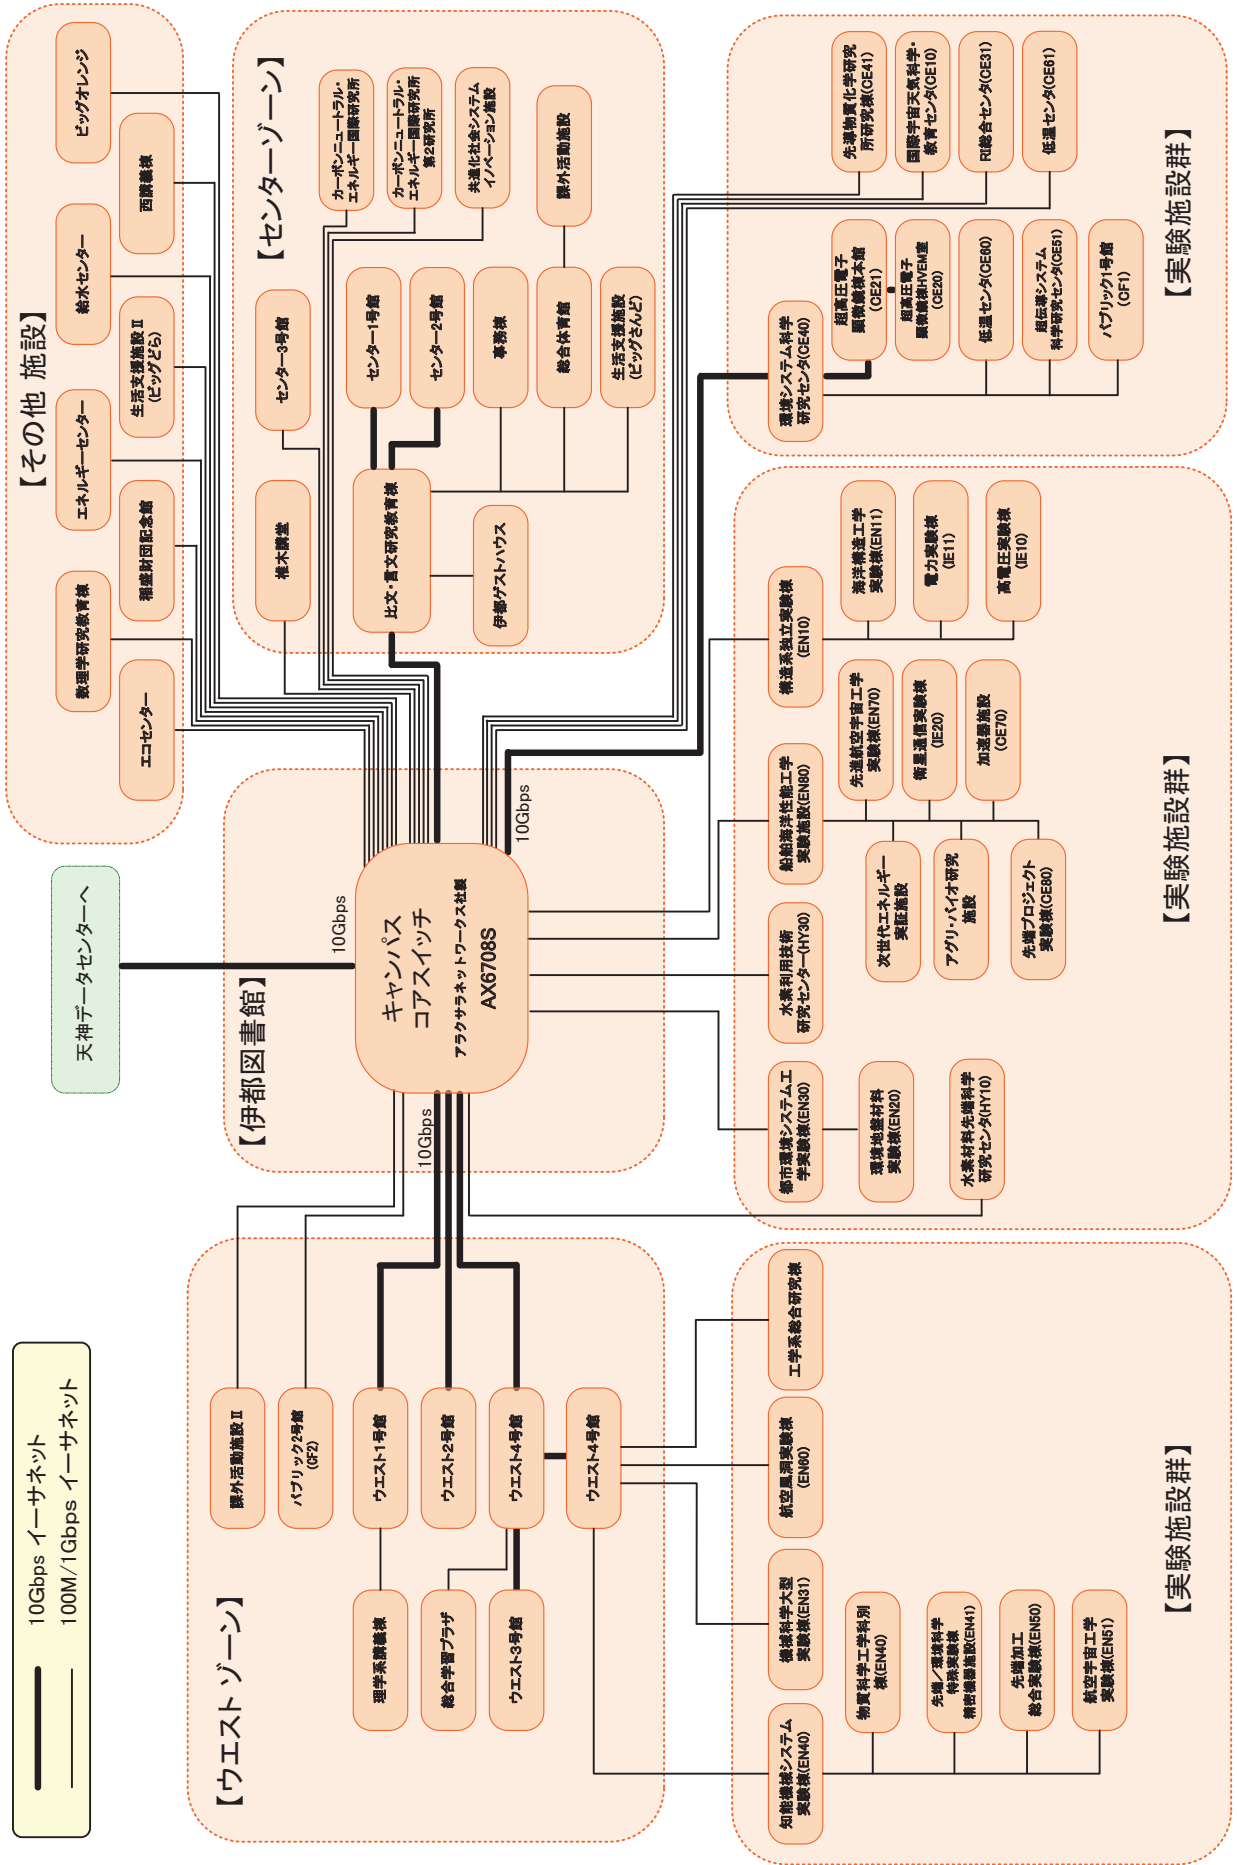 10Gbps イーサネット
100M/1Gbps イーサネット
天神データセンターへ
【その他 施設】
エコセンター
数理学研究教育棟
稲盛財団記念館
エネルギーセンター
生活支援施設Ⅱ
(ビッグどら)
給水センター
西講義棟
ビッグオレンジ
【ウエスト ゾーン】
課外活動施設Ⅱ
パブリック2号館
(CF2)
理学系講義棟
ウエスト1号館
総合学習プラザ
ウエスト2号館
ウエスト3号館
ウエスト4号館
ウエスト4号館
【伊都図書館】
10Gbps
10Gbps
10Gbps
キャンパス
コアスイッチ
アラクサラネットワークス社製
AX6708S
【センターゾーン】
椎木講堂
センター3号館
カーボンニュートラル・
エネルギー国際研究所
カーボンニュートラル・
エネルギー国際研究所
第2研究所
共進化社会システム
イノベーション施設
比文・言文研究教育棟
センター1号館
センター2号館
事務棟
伊都ゲストハウス
総合体育館
課外活動施設
生活支援施設
(ビッグさんど)
知能機械システム
実験棟(EN40)
機械科学大型
実験棟(EN31)
航空風洞実験棟
(EN60)
工学系総合研究棟
物質科学工学科別
棟(EN40)
先端／環境科学
特殊実験棟
精密機器施設(EN41)
先端加工
総合実験棟(EN50)
航空宇宙工学
実験棟(EN51)
【実験施設群】
都市環境システム工
学実験棟(EN30)
水素利用技術
研究センター(HY30)
船舶海洋性能工学
実験施設(EN80)
構造系独立実験棟
(EN10)
環境地盤材料
実験棟(EN20)
水素材料先端科学
研究センタ(HY10)
次世代エネルギー
実証施設
アグリ・バイオ研究
施設
先端プロジェクト
実験棟(CE80)
先進航空宇宙工学
実験棟(EN70)
衛星通信実験棟
(IE20)
加速器施設
(CE70)
海洋構造工学
実験棟(EN11)
電力実験棟
(IE11)
高電圧実験棟
(IE10)
【実験施設群】
環境システム科学
研究センタ(CE40)
超高圧電子
顕微鏡棟本館
(CE21)
超高圧電子
顕微鏡棟HVEM室
(CE20)
低温センタ(CE60)
超伝導システム
科学研究センタ(CE51)
パブリック1号館
(CF1)
先導物質化学研究
所研究棟(CE41)
国際宇宙天気科学・
教育センタ(CE10)
RI総合センタ(CE31)
低温センタ(CE61)
【実験施設群】